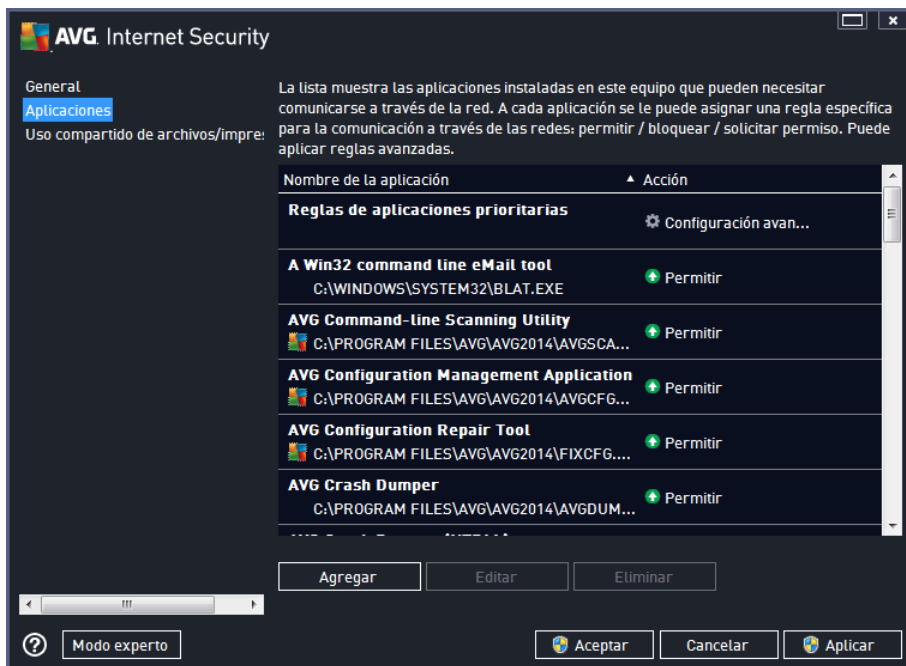 AVG. Internet Security
General
Aplicaciones
Uso compartido de archivos/impre
La lista muestra las aplicaciones instaladas en este equipo que pueden necesitar
comunicarse a través de la red. A cada aplicación se le puede asignar una regla específica
para la comunicación a través de las redes: permitir / bloquear / solicitar permiso. Puede
aplicar reglas avanzadas.
Nombre de la aplicación Acción
Reglas de aplicaciones prioritarias
Configuración avan...
A Win32 command line eMail tool
C:\WINDOWS\SYSTEM32\BLAT.EXE
Permitir
AVG Command-line Scanning Utility
C:\PROGRAM FILES\AVG\AVG2014\AVGSCA...
Permitir
AVG Configuration Management Application
C:\PROGRAM FILES\AVG\AVG2014\AVGCFG...
Permitir
AVG Configuration Repair Tool
C:\PROGRAM FILES\AVG\AVG2014\FIXCFG....
Permitir
AVG Crash Dumper
C:\PROGRAM FILES\AVG\AVG2014\AVGDUM...
Permitir
Agregar Editar Eliminar
? Modo experto Aceptar Cancelar Aplicar